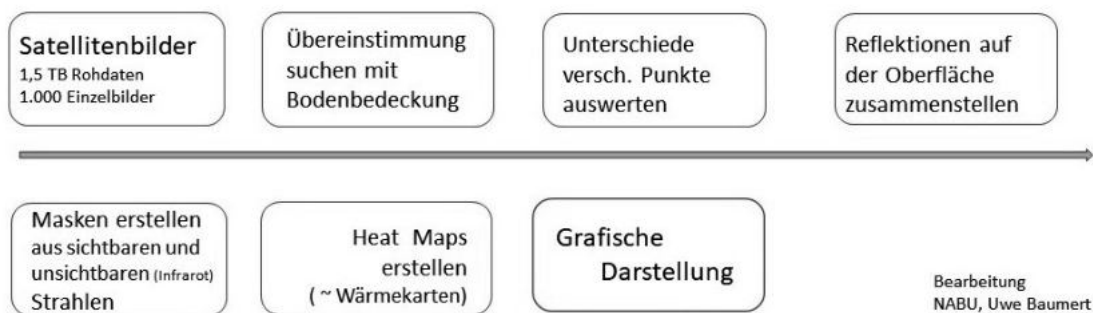 Satellitenbilder
1,5 TB Rohdaten
1.000 Einzelbilder
Übereinstimmung
suchen mit
Bodenbedeckung
Unterschiede
versch. Punkte
auswerten
Reflektionen auf
der Oberfläche
zusammenstellen
Masken erstellen
aus sichtbaren und
unsichtbaren (Infrarot)
Strahlen
Heat Maps
erstellen
( ~ Wärmekarten)
Grafische
Darstellung
Bearbeitung
NABU, Uwe Baumert